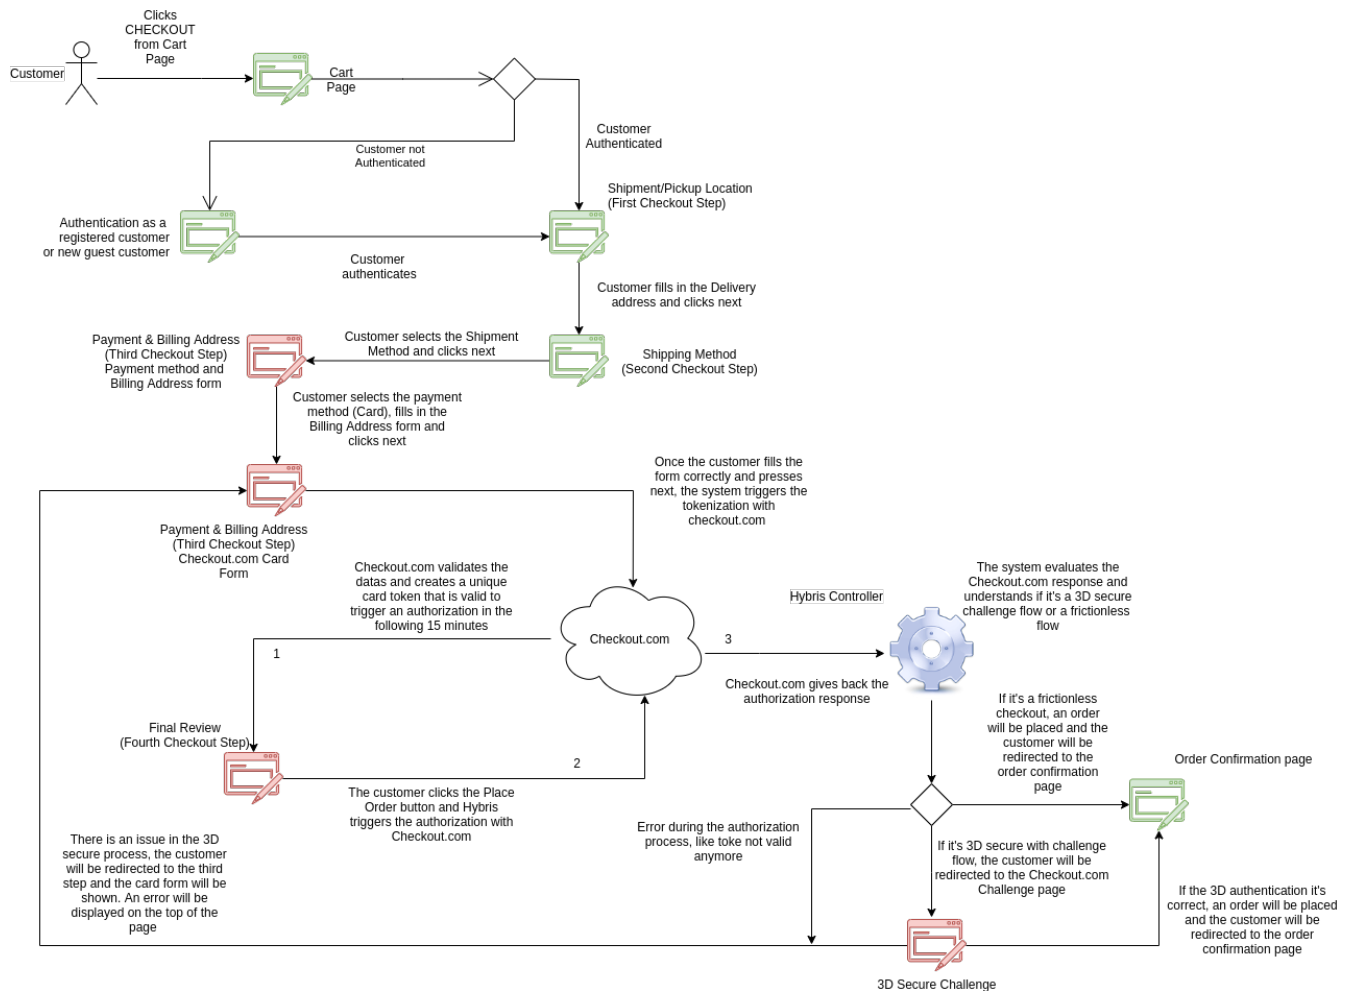 Clicks
CHECKOUT
from Cart
Page
Customer
Cart
Page
Customer
Authenticated
Customer not
Authenticated
Shipment/Pickup Location
(First Checkout Step)
Authentication as a
registered customer
or new guest customer
Customer
authenticates
Customer fills in the Delivery
address and clicks next
Payment & Billing Address
(Third Checkout Step)
Payment method and
Billing Address form
Customer selects the Shipment
Method and clicks next
Shipping Method
(Second Checkout Step)
Customer selects the payment
method (Card), fills in the
Billing Address form and
clicks next
Once the customer fills the
form correctly and presses
next, the system triggers the
tokenization with
checkout.com
Payment & Billing Address
(Third Checkout Step)
Checkout.com Card
Form
Checkout.com validates the
datas and creates a unique
card token that is valid to
trigger an authorization in the
following 15 minutes
Hybris Controller
The system evaluates the
Checkout.com response and
understands if it's a 3D secure
challenge flow or a frictionless
flow
Checkout.com
3
1
Checkout.com gives back the
authorization response
If it's a frictionless
checkout, an order
will be placed and the
customer will be
redirected to the
order confirmation
page
Final Review
(Fourth Checkout Step)
2
Order Confirmation page
The customer clicks the Place
Order button and Hybris
triggers the authorization with
Checkout.com
Error during the authorization
process, like toke not valid
anymore
There is an issue in the 3D
secure process, the customer
will be redirected to the third
step and the card form will be
shown. An error will be
displayed on the top of the
page
If it's 3D secure with challenge
flow, the customer will be
redirected to the Checkout.com
Challenge page
If the 3D authentication it's
correct, an order will be placed
and the customer will be
redirected to the order
confirmation page
3D Secure Challenge